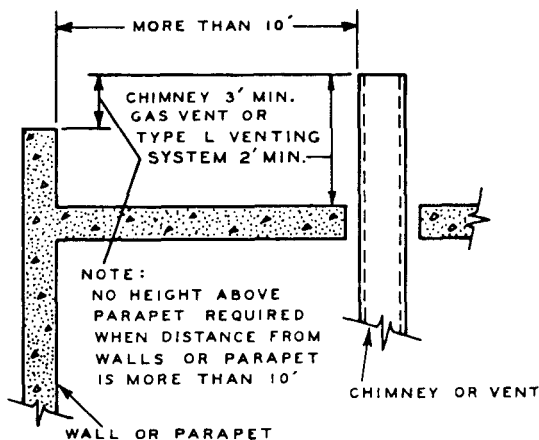 MORE THAN 10'
CHIMNEY 3' MIN.
GAS VENT OR
TYPE L VENTING
SYSTEM 2' MIN.
NOTE:
NO HEIGHT ABOVE
PARAPET REQUIRED
WHEN DISTANCE FROM
WALLS OR PARAPET
IS MORE THAN 10'
CHIMNEY OR VENT
WALL OR PARAPET